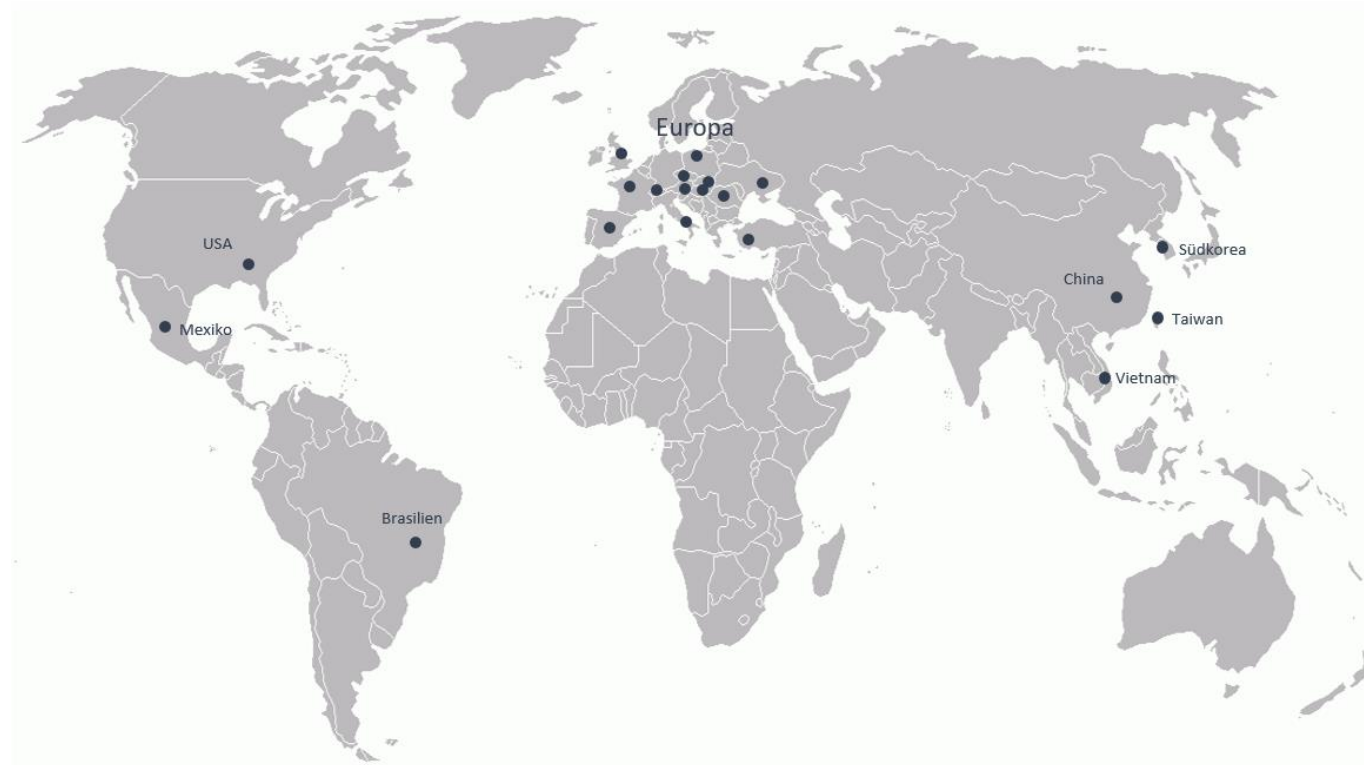 Europa
USA
Südkorea
China
Taiwan
Mexiko
Vietnam
Brasilien